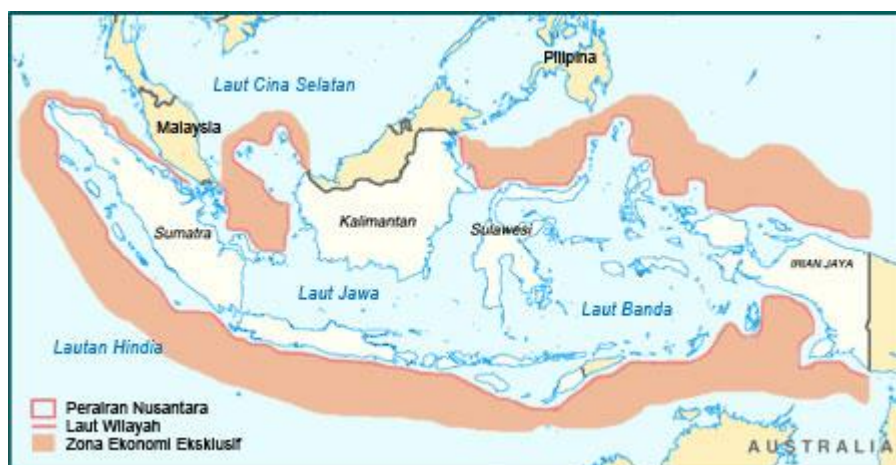 Pilipina
Laut Cina Selatan
Malaysia
Kalimantan
Sumatra
Sulawesi
IRIAN JAYA
Laut Jawa
Laut Banda
Lautan Hindia
Perairan Nusantara
Laut Wilayah
Zona Ekonomi Eksklusif
AUSTRALIA